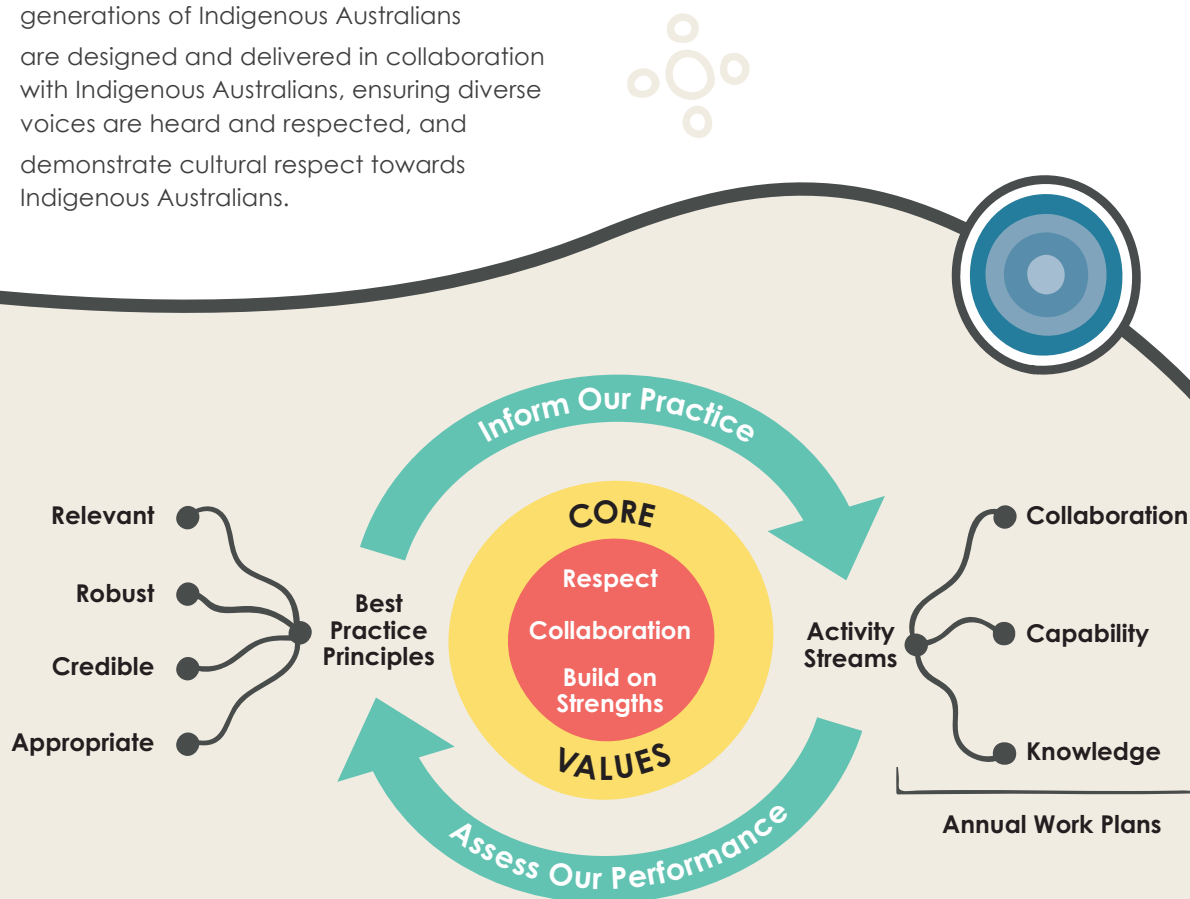 generations of Indigenous Australians
are designed and delivered in collaboration
with Indigenous Australians, ensuring diverse
voices are heard and respected, and
demonstrate cultural respect towards
Indigenous Australians.
Inform Our Practice
Relevant
Robust
Credible
Appropriate
Best
Practice
Principles
CORE
Respect
Collaboration
Build on
Strengths
VALUES
Activity
Streams
Collaboration
Capability
Knowledge
Annual Work Plans
Assess Our Performance